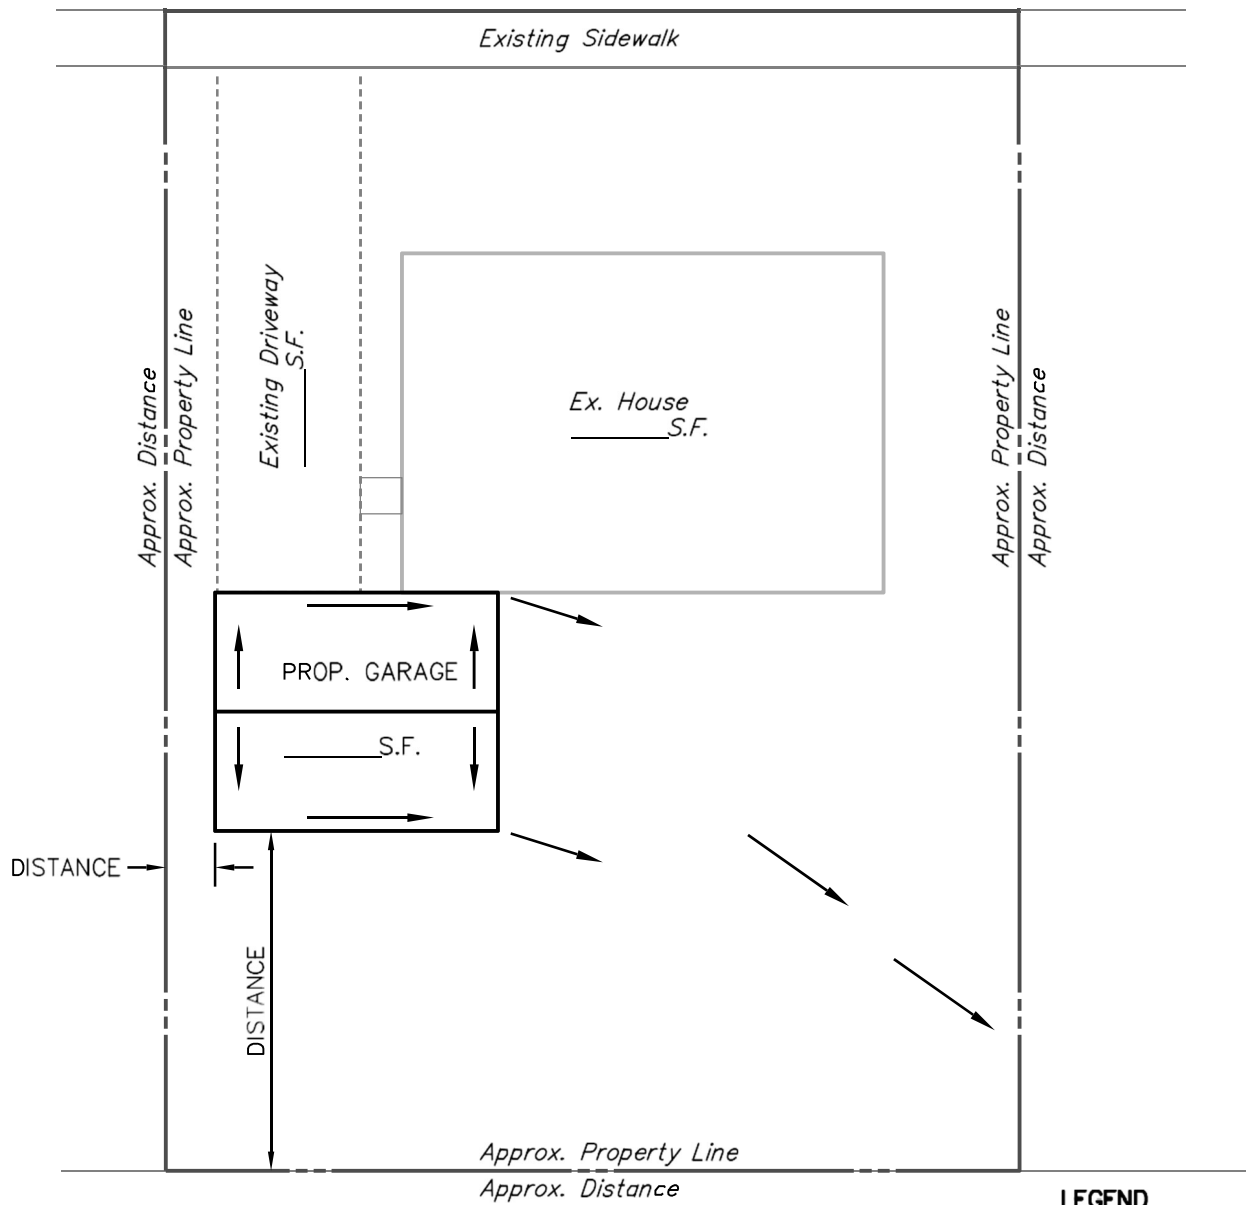 Existing Sidewalk
Approx. Distance
Approx. Property Line
Existing Driveway
S.F.
Ex. House
S.F.
Approx. Property Line
Approx. Distance
PROP. GARAGE
S.F.
DISTANCE
DISTANCE
Approx. Property Line
Approx. Distance
LEGEND